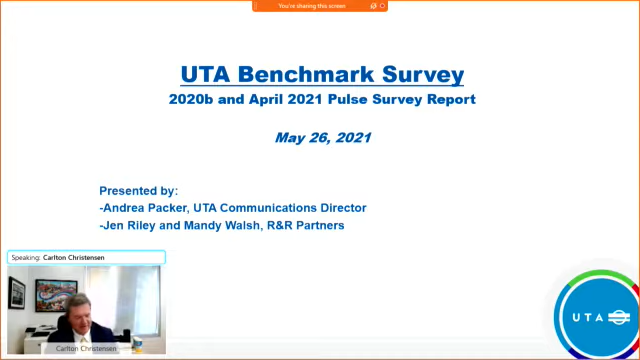 You're sharing this screen
UTA Benchmark Survey
2020b and April 2021 Pulse Survey Report
May 26, 2021
Presented by:
-Andrea Packer, UTA Communications Director
-Jen Riley and Mandy Walsh, R&R Partners
Speaking: Carlton Christensen
Carlton Christensen
UTA